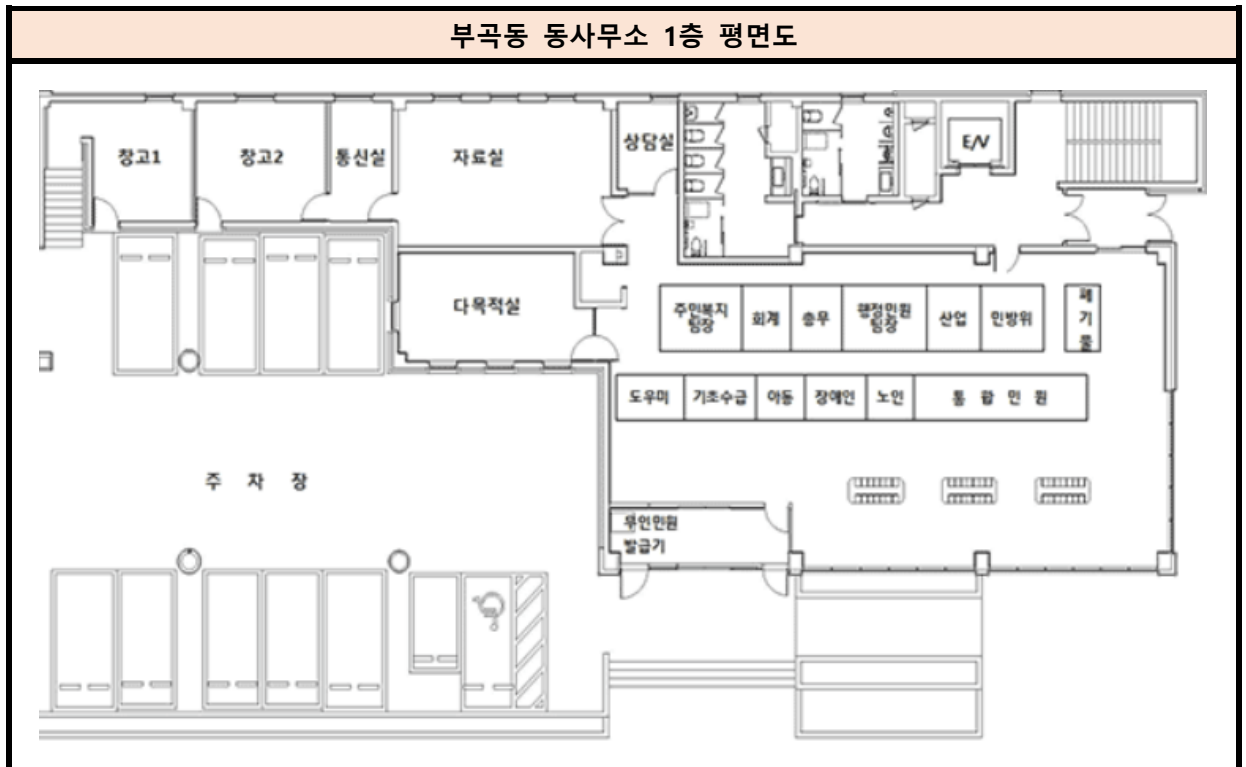 부곡동 동사무소 1층 평면도
창고1
창고2
통신실
자료실
상담실
E/V
다목적실
주민복지
팀장
회계
총무
행정민원
팀장
산업
민방위
폐
기
물
도우미
기초수급
아동
장애인
노인
통 합 민 원
주 차 장
무인민원
발급기